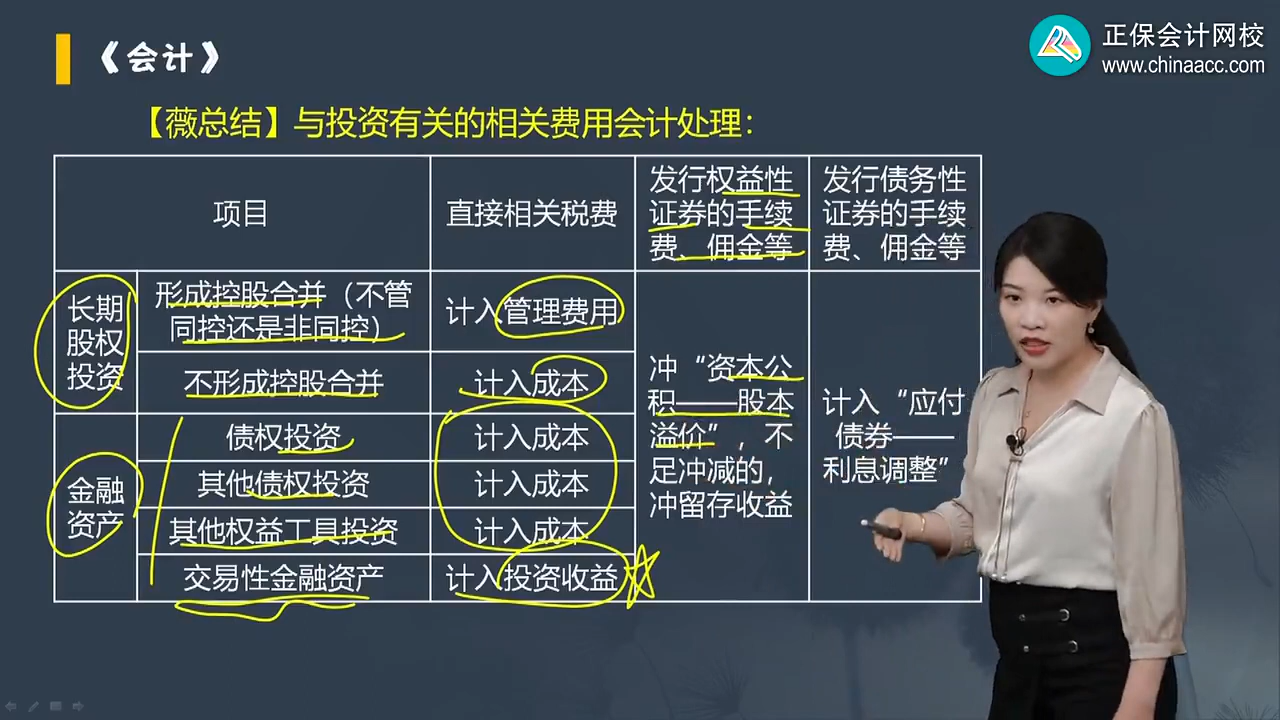 《会计》
正保会计网校
www.chinaacc.com
【薇总结】与投资有关的相关费用会计处理：
项目
直接相关税费
发行权益性
证券的手续
费、佣金等
发行债务性
证券的手续
费、佣金等
长期
股权
投资
形成控股合并（不管
同控还是非同控）
计入管理费用
不形成控股合并
计入成本
金融
资产
债权投资
计入成本
其他债权投资
计入成本
其他权益工具投资
计入成本
交易性金融资产
计入投资收益
冲“资本公
积——股本
溢价”，不
足冲减的，
冲留存收益
计入“应付
债券——
利息调整”